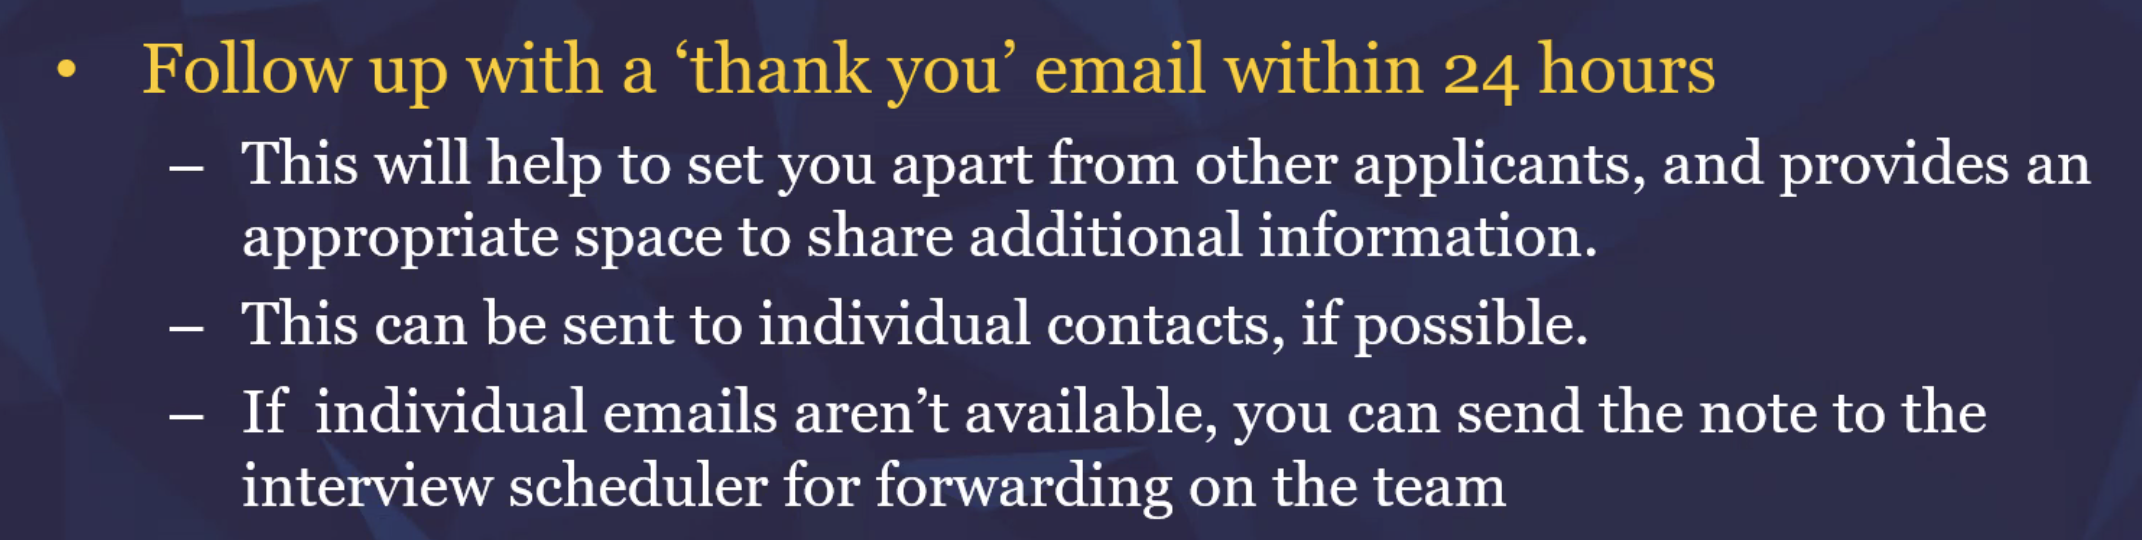 • Follow up with a ‘thank you’ email within 24 hours
– This will help to set you apart from other applicants, and provides an
appropriate space to share additional information.
– This can be sent to individual contacts, if possible.
– If  individual emails aren’t available, you can send the note to the
interview scheduler for forwarding on the team